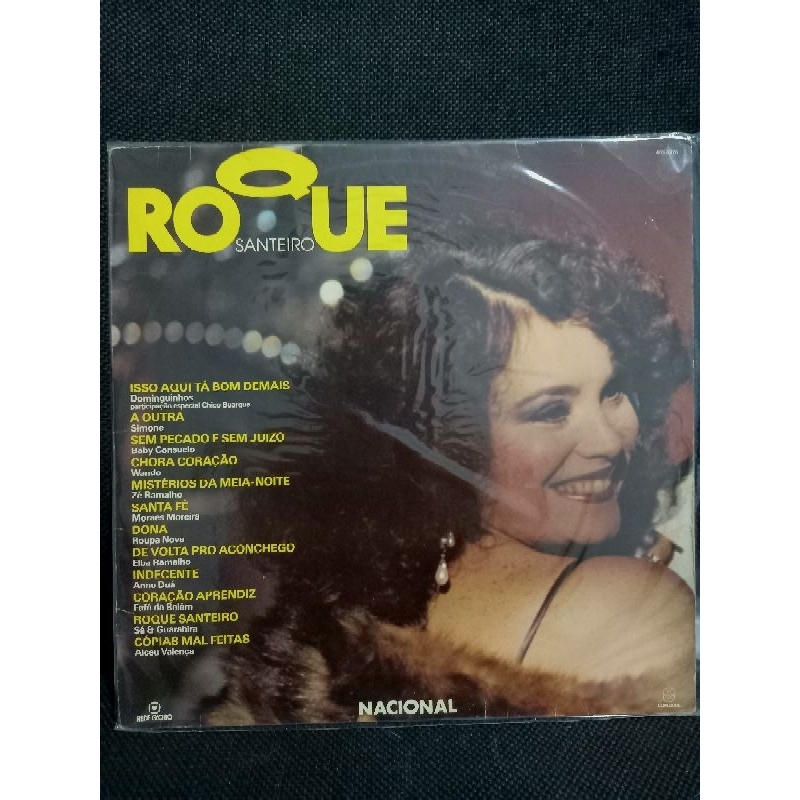 ROQUE
SANTEIRO
ISSO AQUI TÁ BOM DEMAIS
Dominguinhos
participação especial Chico Buarque
A OUTRA
Simone
SEM PECADO E SEM JUIZO
Baby Consuelo
CHORA CORAÇÃO
Wando
MISTÉRIOS DA MEIA-NOITE
Zé Ramalho
SANTA FÉ
Moraes Moreira
DONA
Roupa Nova
DE VOLTA PRO ACONCHEGO
Elba Ramalho
INDECENTE
Anno Duá
CORAÇÃO APRENDIZ
Fafá de Belém
ROQUE SANTEIRO
Sá & Guarabira
CÓPIAS MAL FEITAS
Alceu Valença
REDE GLOBO
NACIONAL